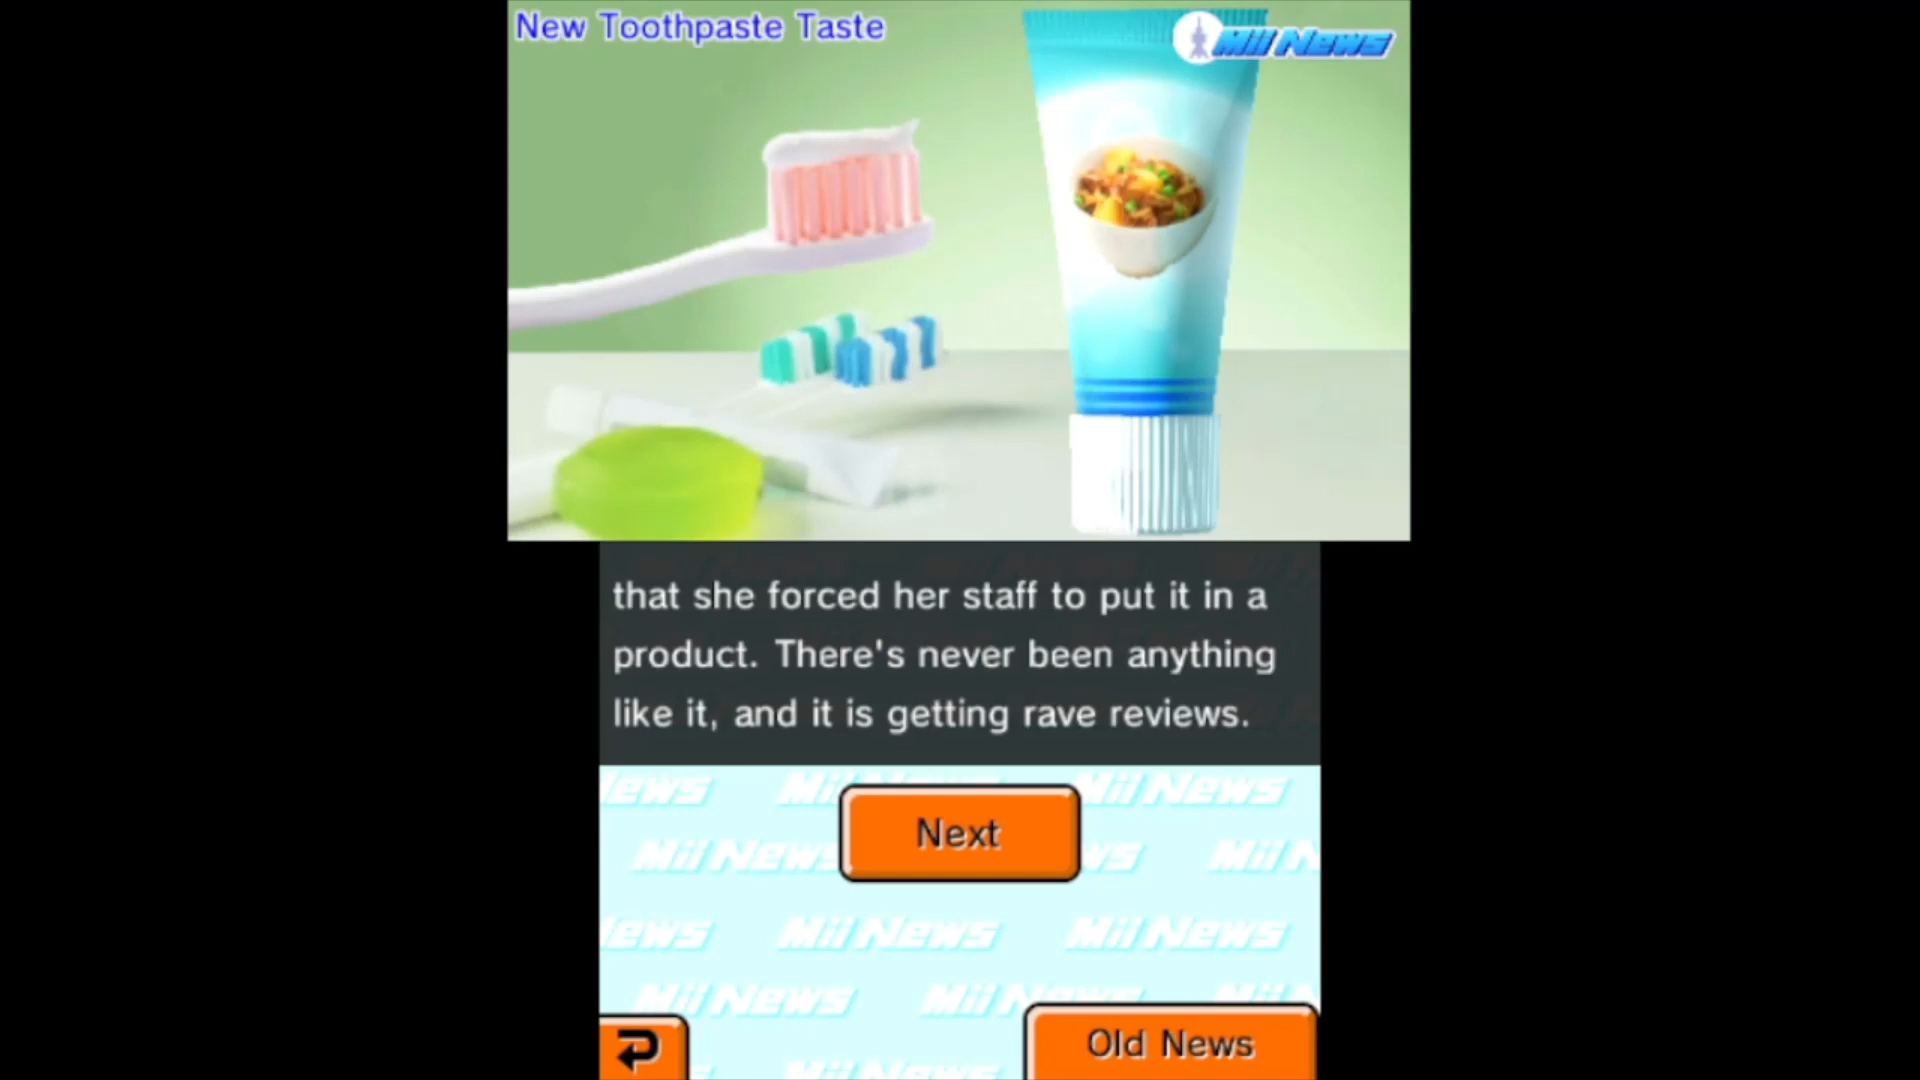 New Toothpaste Taste
Mii News
that she forced her staff to put it in a
product. There's never been anything
like it, and it is getting rave reviews.
Next
Old News